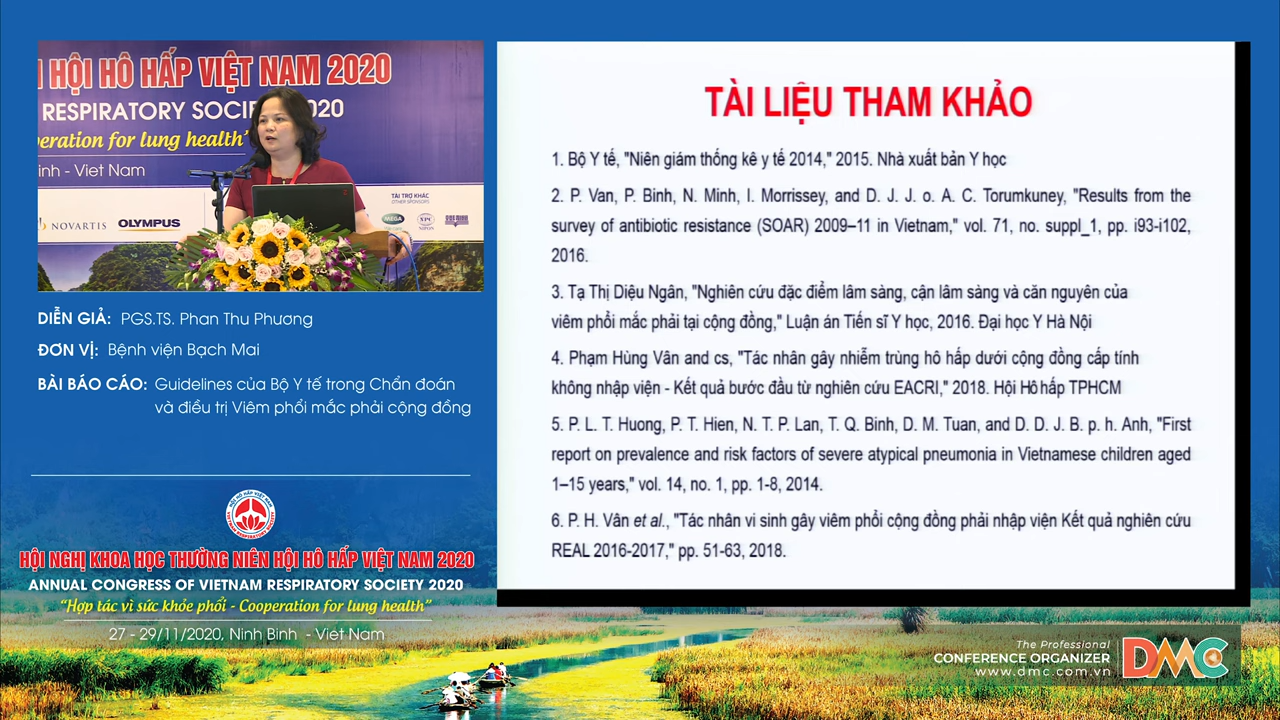 HỘI HÔ HẤP VIỆT NAM 2020
RESPIRATORY SOCIETY 2020
peration for lung health"
inh - Viet Nam
TÀI TRỢ KHÁC
OTHER SPONSORS
NOVARTIS
OLYMPUS
MEGA
DIỄN GIẢ: PGS.TS. Phan Thu Phương
ĐƠN VỊ: Bệnh viện Bạch Mai
BÀI BÁO CÁO: Guidelines của Bộ Y tế trong Chẩn đoán
và điều trị Viêm phổi mắc phải cộng đồng
HỘI NGHỊ KHOA HỌC THƯỜNG NIÊN HỘI HÔ HẤP VIỆT NAM 2020
ANNUAL CONGRESS OF VIETNAM RESPIRATORY SOCIETY 2020
"Hợp tác vì sức khỏe phổi - Cooperation for lung health"
27 - 29/11/2020, Ninh Bình - Viet Nam
TÀI LIỆU THAM KHẢO
1. Bộ Y tế, "Niên giám thống kê y tế 2014," 2015. Nhà xuất bản Y học
2. P. Van, P. Binh, N. Minh, I. Morrissey, and D. J. J. o. A. C. Torumkuney, "Results from the
survey of antibiotic resistance (SOAR) 2009–11 in Vietnam," vol. 71, no. suppl_1, pp. i93-i102,
2016.
3. Tạ Thị Diệu Ngân, "Nghiên cứu đặc điểm lâm sàng, cận lâm sàng và căn nguyên của
viêm phổi mắc phải tại cộng đồng," Luận án Tiến sĩ Y học, 2016. Đại học Y Hà Nội
4. Phạm Hùng Vân and cs, "Tác nhân gây nhiễm trùng hô hấp dưới cộng đồng cấp tính
không nhập viện - Kết quả bước đầu từ nghiên cứu EACRI," 2018. Hội Hô hấp TPHCM
5. P. L. T. Huong, P. T. Hien, N. T. P. Lan, T. Q. Binh, D. M. Tuan, and D. D. J. B. p. h. Anh, "First
report on prevalence and risk factors of severe atypical pneumonia in Vietnamese children aged
1–15 years," vol. 14, no. 1, pp. 1-8, 2014.
6. P. H. Vân et al., "Tác nhân vi sinh gây viêm phổi cộng đồng phải nhập viện Kết quả nghiên cứu
REAL 2016-2017," pp. 51-63, 2018.
The Professional
CONFERENCE ORGANIZER
www.dmc.com.vn
DMC